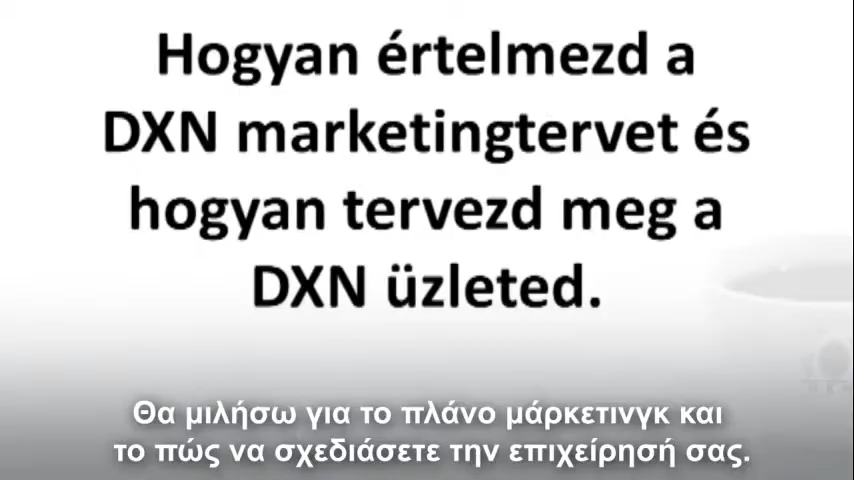 Hogyan értelmezd a
DXN marketingtervet és
hogyan tervezd meg a
DXN üzleted.
Θα μιλήσω για το πλάνο μάρκετινγκ και
το πώς να σχεδιάσετε την επιχείρησή σας.